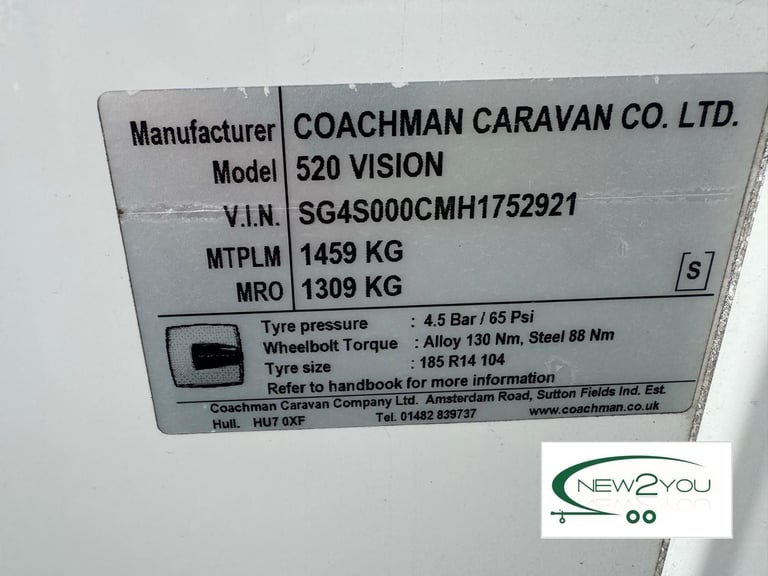 Manufacturer COACHMAN CARAVAN CO. LTD.
Model 520 VISION
V.I.N. SG4S000CMH1752921
MTPLM 1459 KG
MRO 1309 KG [S]
Tyre pressure : 4.5 Bar / 65 Psi
Wheelbolt Torque : Alloy 130 Nm, Steel 88 Nm
Tyre size : 185 R14 104
Refer to handbook for more information
Coachman Caravan Company Ltd. Amsterdam Road, Sutton Fields Ind. Est.
Hull. HU7 0XF Tel. 01482 839737 www.coachman.co.uk
NEW2YOU